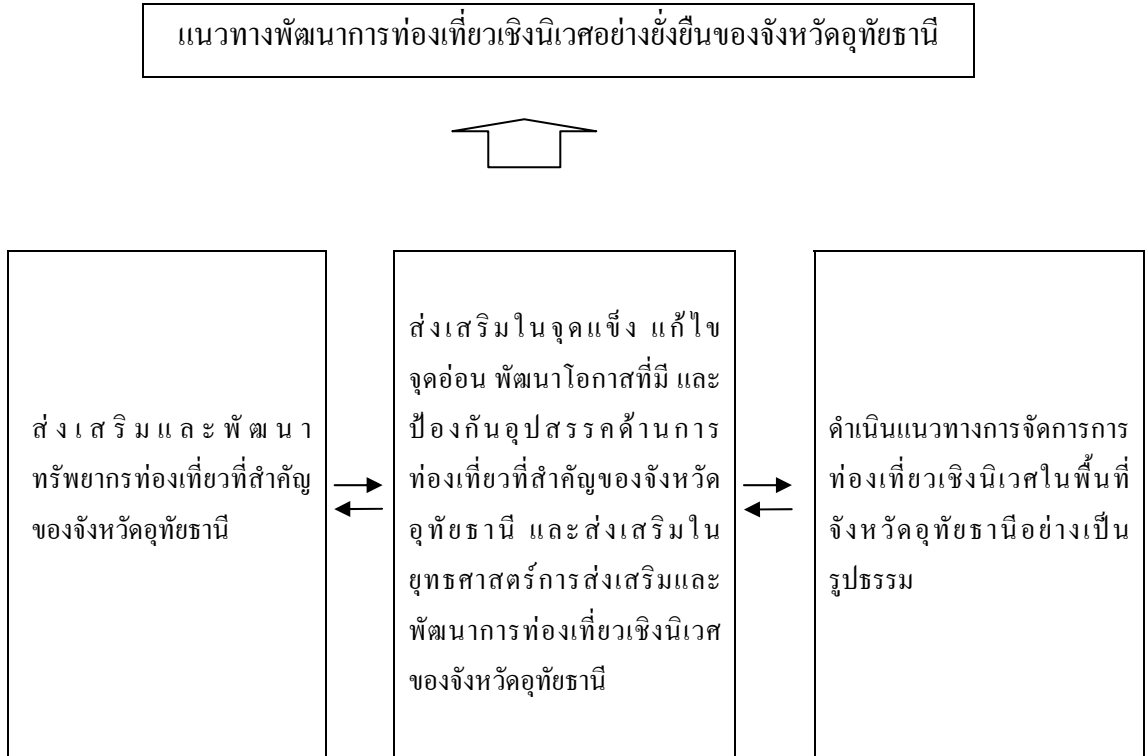 แนวทางพัฒนาการท่องเที่ยวเชิงนิเวศอย่างยั่งยืนของจังหวัดอุทัยธานี
ส่งเสริมและพัฒนา
ทรัพยากรท่องเที่ยวที่สำคัญ
ของจังหวัดอุทัยธานี
ส่งเสริมในจุดแข็ง แก้ไข
จุดอ่อน พัฒนาโอกาสที่มี และ
ป้องกันอุปสรรคด้านการ
ท่องเที่ยวที่สำคัญของจังหวัด
อุทัยธานี และส่งเสริมใน
ยุทธศาสตร์การส่งเสริมและ
พัฒนาการท่องเที่ยวเชิงนิเวศ
ของจังหวัดอุทัยธานี
ดำเนินแนวทางการจัดการการ
ท่องเที่ยวเชิงนิเวศในพื้นที่
จังหวัดอุทัยธานีอย่างเป็น
รูปธรรม